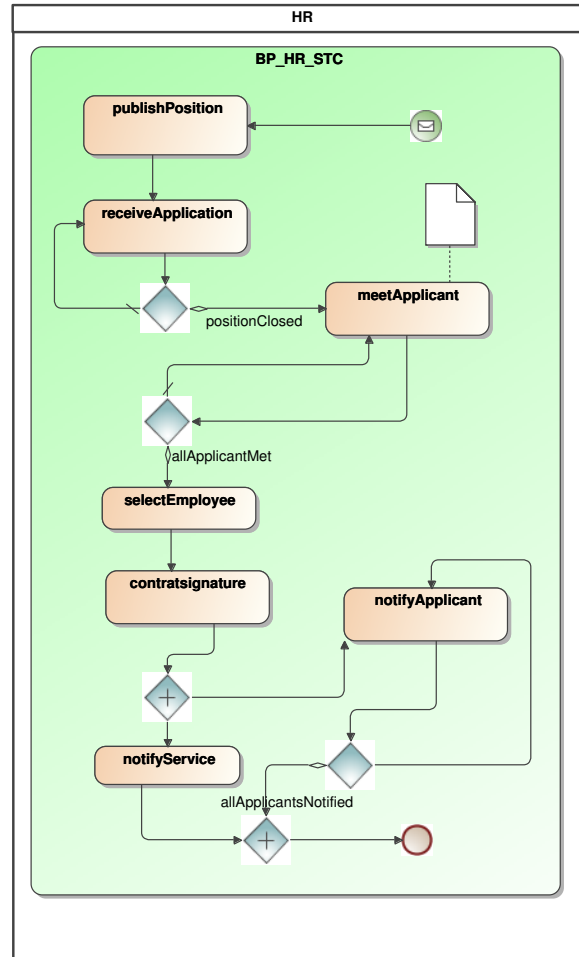 HR
BP_HR_STC
publishPosition
receiveApplication
meetApplicant
positionClosed
allApplicantMet
selectEmployee
contratsignature
notifyApplicant
notifyService
allApplicantsNotified